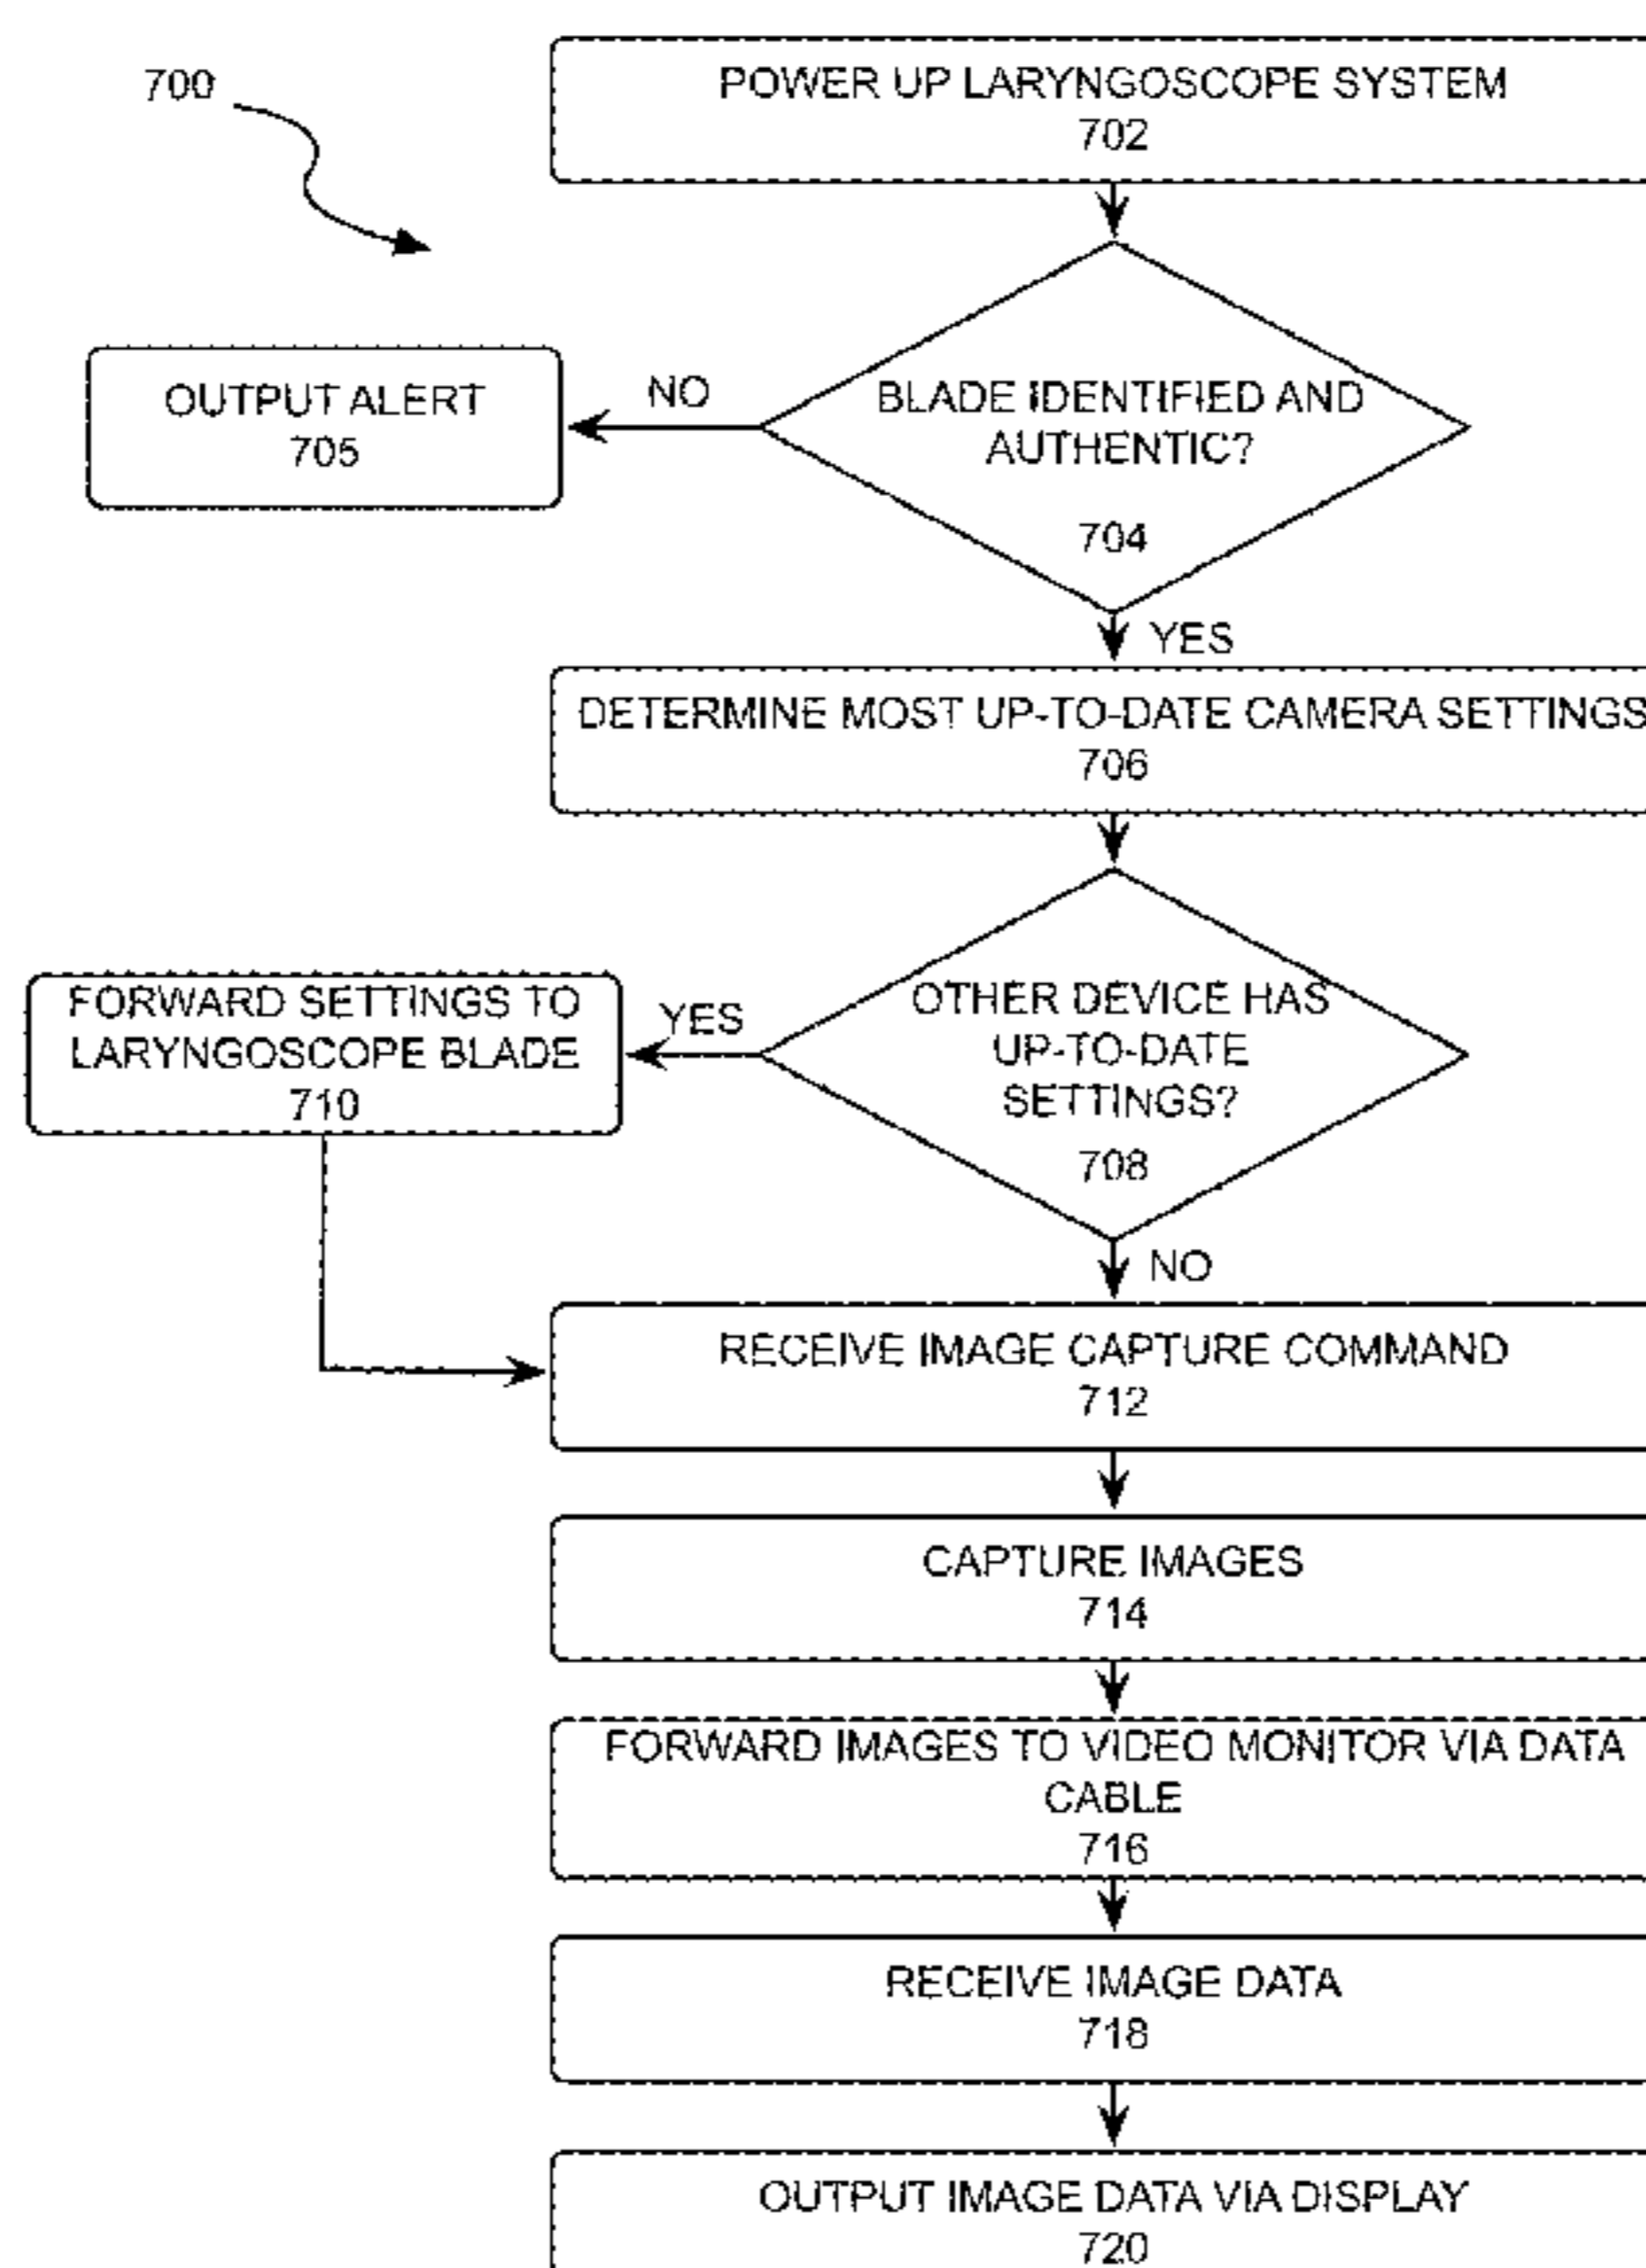 700
POWER UP LARYNGOSCOPE SYSTEM
702
OUTPUT ALERT
705
NO
BLADE IDENTIFIED AND
AUTHENTIC?
704
YES
DETERMINE MOST UP-TO-DATE CAMERA SETTINGS
706
FORWARD SETTINGS TO
LARYNGOSCOPE BLADE
710
YES
OTHER DEVICE HAS
UP-TO-DATE
SETTINGS?
708
NO
RECEIVE IMAGE CAPTURE COMMAND
712
CAPTURE IMAGES
714
FORWARD IMAGES TO VIDEO MONITOR VIA DATA
CABLE
716
RECEIVE IMAGE DATA
718
OUTPUT IMAGE DATA VIA DISPLAY
720